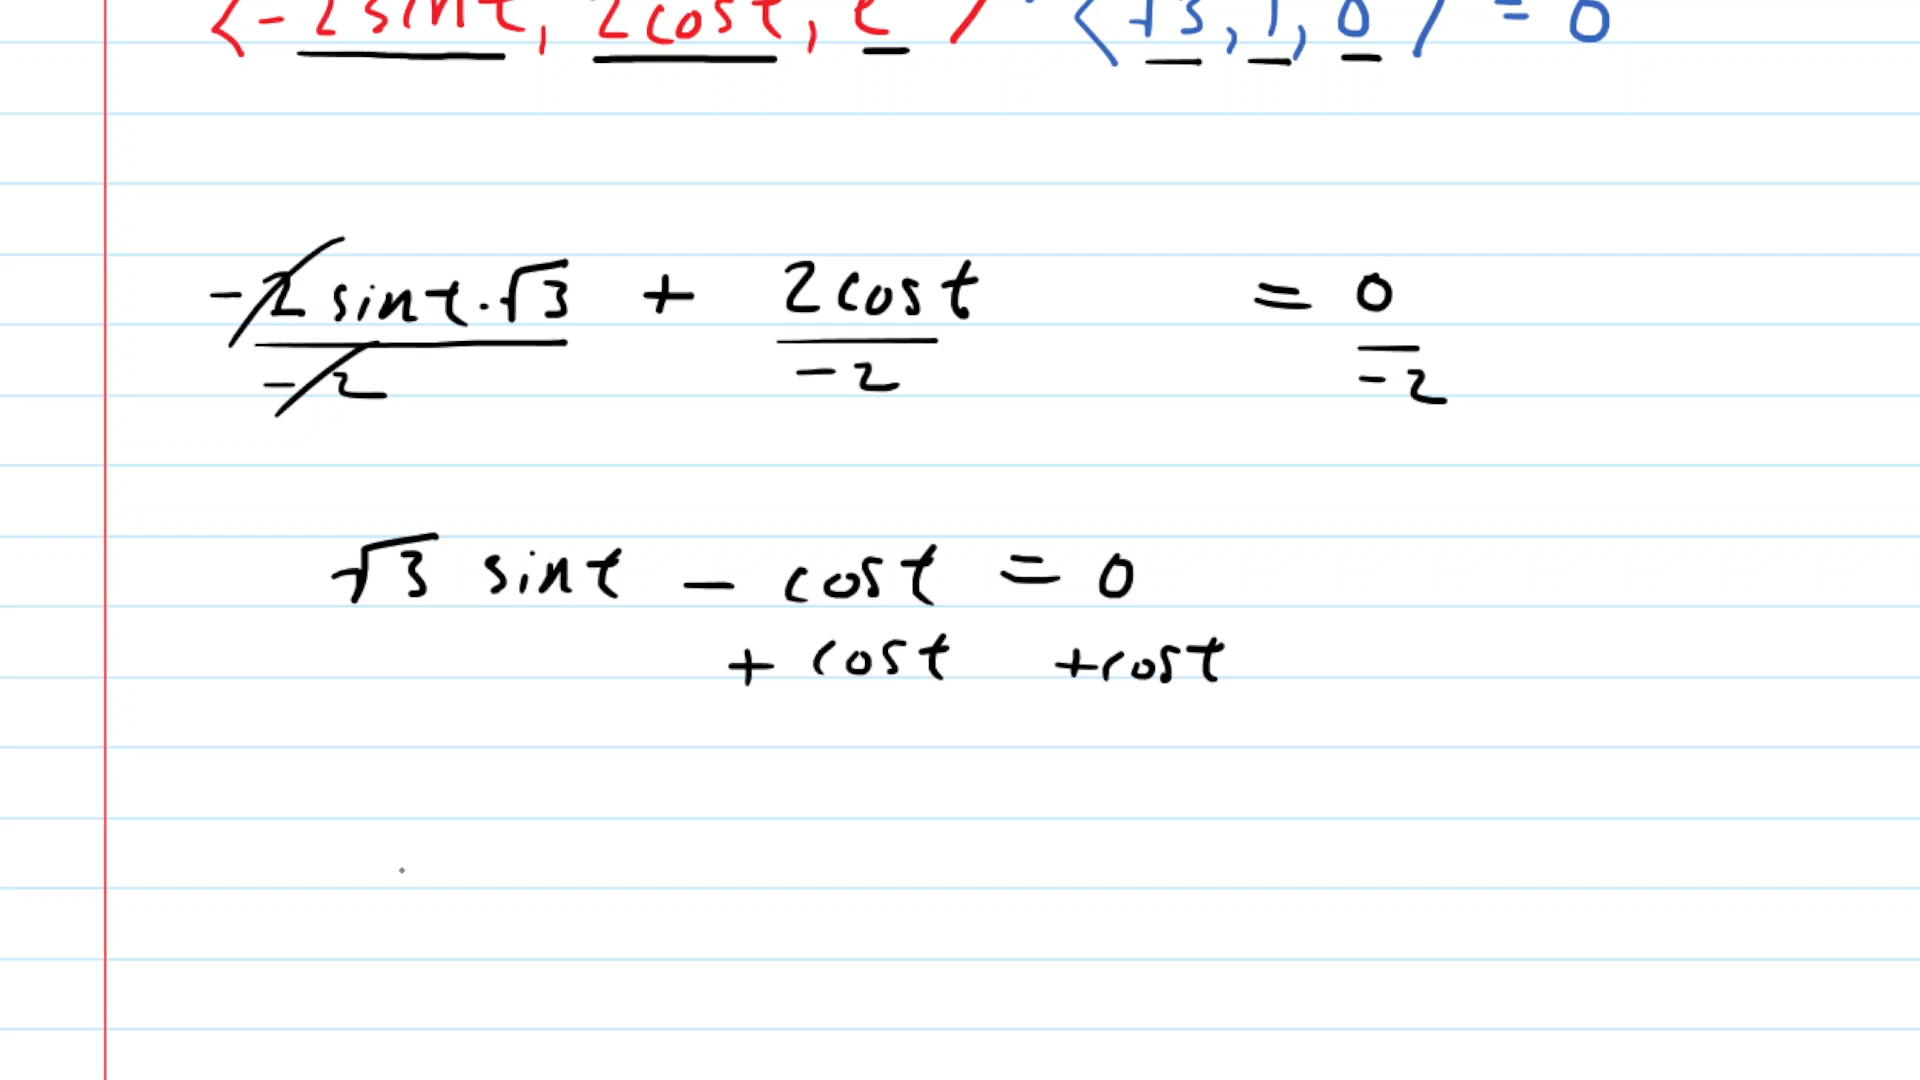 ⟨-2sint, 2cost, e ⟩ · ⟨√3, 1, 0⟩ = 0
-2sint·√3 + 2cost = 0
-2 -2 -2
√3 sint - cost = 0
+ cost +cost